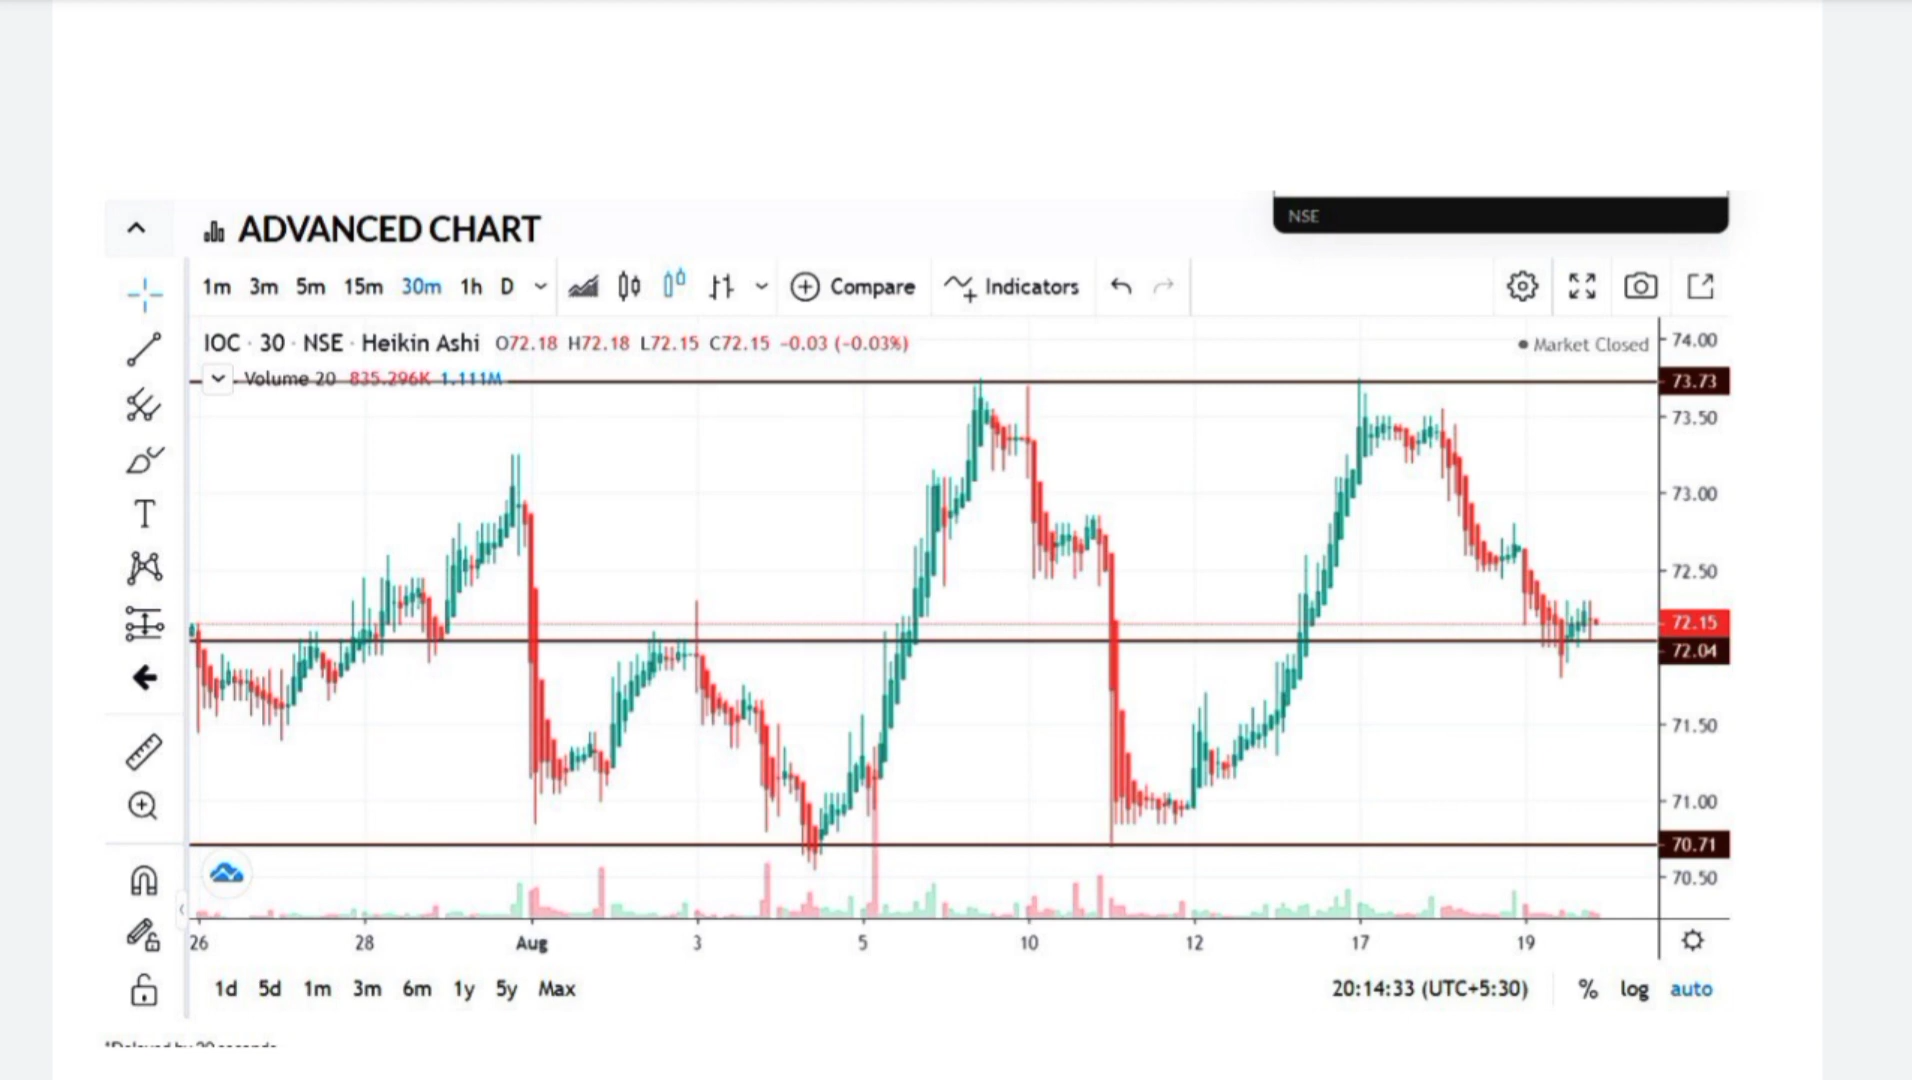 NSE
ADVANCED CHART
1m 3m 5m 15m 30m 1h D Compare Indicators
IOC · 30 · NSE · Heikin Ashi O72.18 H72.18 L72.15 C72.15 -0.03 (-0.03%) Market Closed
Volume 20 835.296K 1.111M
74.00
73.73
73.50
73.00
72.50
72.15
72.04
71.50
71.00
70.71
70.50
26 28 Aug 3 5 10 12 17 19
1d 5d 1m 3m 6m 1y 5y Max 20:14:33 (UTC+5:30) % log auto